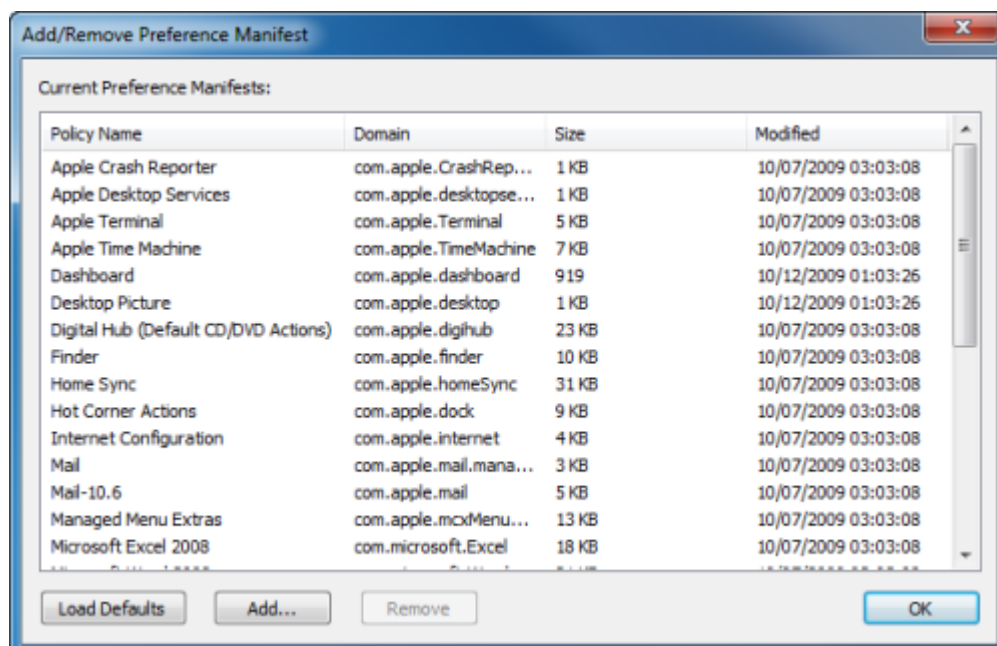 Add/Remove Preference Manifest
Current Preference Manifests:
Policy Name Domain Size Modified
Apple Crash Reporter com.apple.CrashRep... 1 KB 10/07/2009 03:03:08
Apple Desktop Services com.apple.desktopse... 1 KB 10/07/2009 03:03:08
Apple Terminal com.apple.Terminal 5 KB 10/07/2009 03:03:08
Apple Time Machine com.apple.TimeMachine 7 KB 10/07/2009 03:03:08
Dashboard com.apple.dashboard 919 10/12/2009 01:03:26
Desktop Picture com.apple.desktop 1 KB 10/12/2009 01:03:26
Digital Hub (Default CD/DVD Actions) com.apple.digihub 23 KB 10/07/2009 03:03:08
Finder com.apple.finder 10 KB 10/07/2009 03:03:08
Home Sync com.apple.homeSync 31 KB 10/07/2009 03:03:08
Hot Corner Actions com.apple.dock 9 KB 10/07/2009 03:03:08
Internet Configuration com.apple.internet 4 KB 10/07/2009 03:03:08
Mail com.apple.mail.mana... 3 KB 10/07/2009 03:03:08
Mail-10.6 com.apple.mail 5 KB 10/07/2009 03:03:08
Managed Menu Extras com.apple.mcxMenu... 13 KB 10/07/2009 03:03:08
Microsoft Excel 2008 com.microsoft.Excel 18 KB 10/07/2009 03:03:08
Load Defaults Add... Remove OK